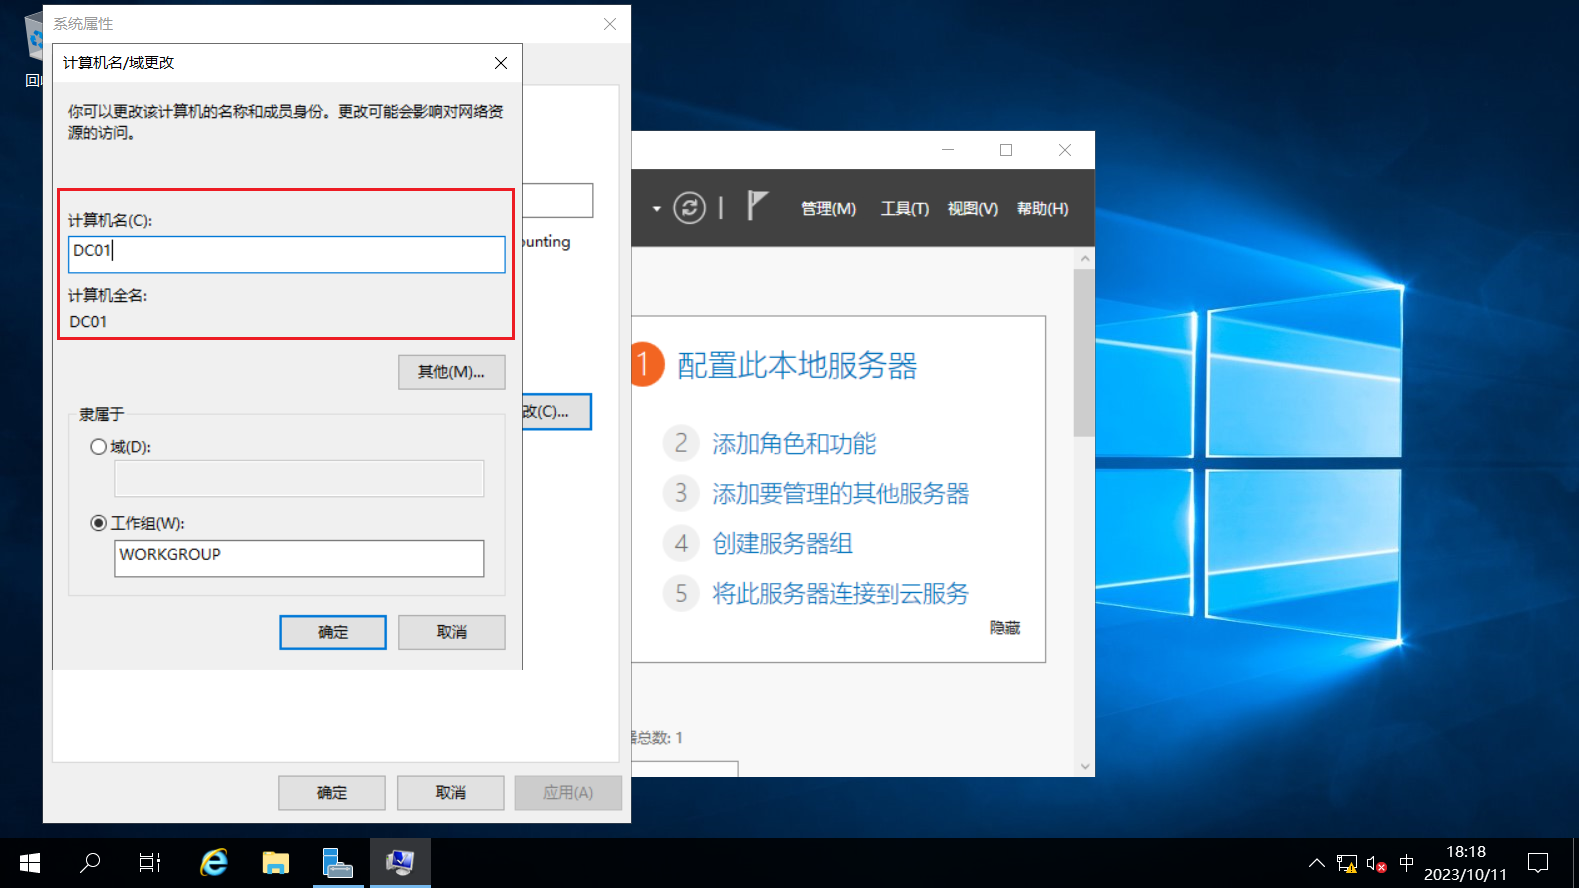 系统属性
计算机名/域更改
你可以更改该计算机的名称和成员身份。更改可能会影响对网络资
源的访问。
计算机名(C):
DC01
计算机全名:
DC01
其他(M)...
隶属于
域(D):
工作组(W):
WORKGROUP
确定
取消
unting
改(C)...
确定
取消
应用(A)
管理(M)
工具(T)
视图(V)
帮助(H)
1 配置此本地服务器
2 添加角色和功能
3 添加要管理的其他服务器
4 创建服务器组
5 将此服务器连接到云服务
隐藏
总数: 1
回
中
18:18
2023/10/11